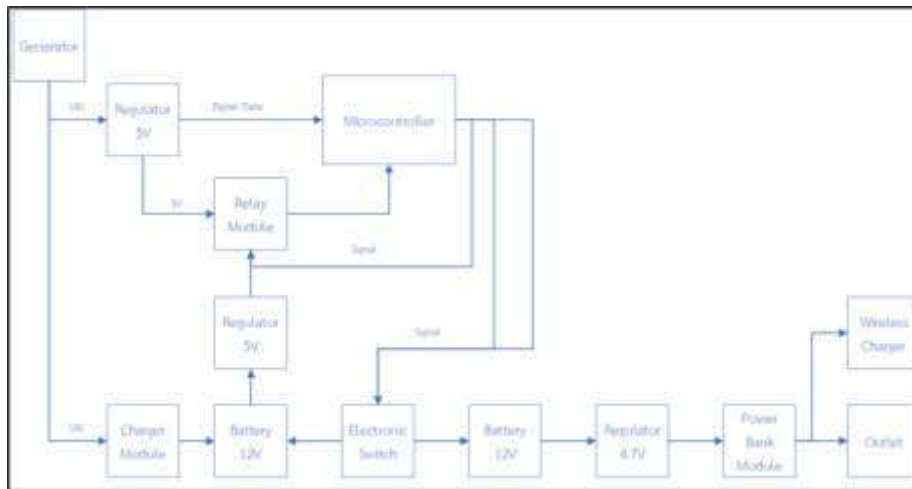 Generator
Regulator
5V
Microcontroller
5V
Relay
Module
Signal
Regulator
5V
Signal
Wireless
Charger
Charger
Module
Battery
12V
Electronic
Switch
Battery
12V
Regulator
4.7V
Power
Bank
Module
Outlet